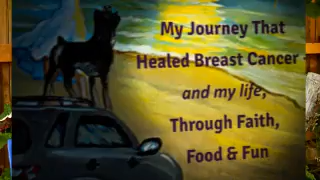 My Journey That
Healed Breast Cancer
and my life,
Through Faith,
Food & Fun